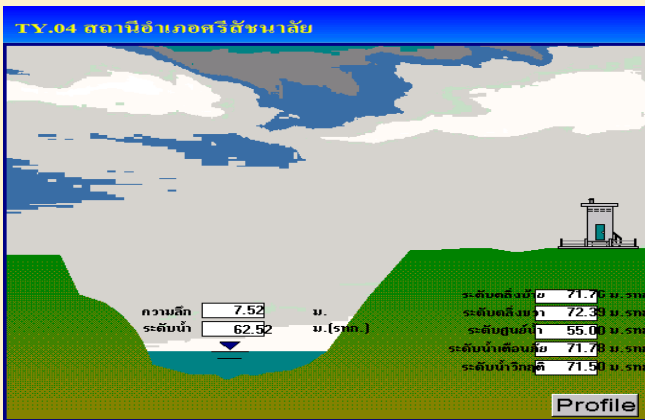 TY.04 สถานีอำเภอศรีสัชนาลัย
ความลึก 7.52 ม.
ระดับน้ำ 62.52 ม.(รทก.)
ระดับตลิ่งซ้าย 71.76 ม.รทก
ระดับตลิ่งขวา 72.39 ม.รทก
ระดับศูนย์น้ำ 55.00 ม.รทก
ระดับน้ำเตือนภัย 71.78 ม.รทก
ระดับน้ำวิกฤติ 71.50 ม.รทก
Profile